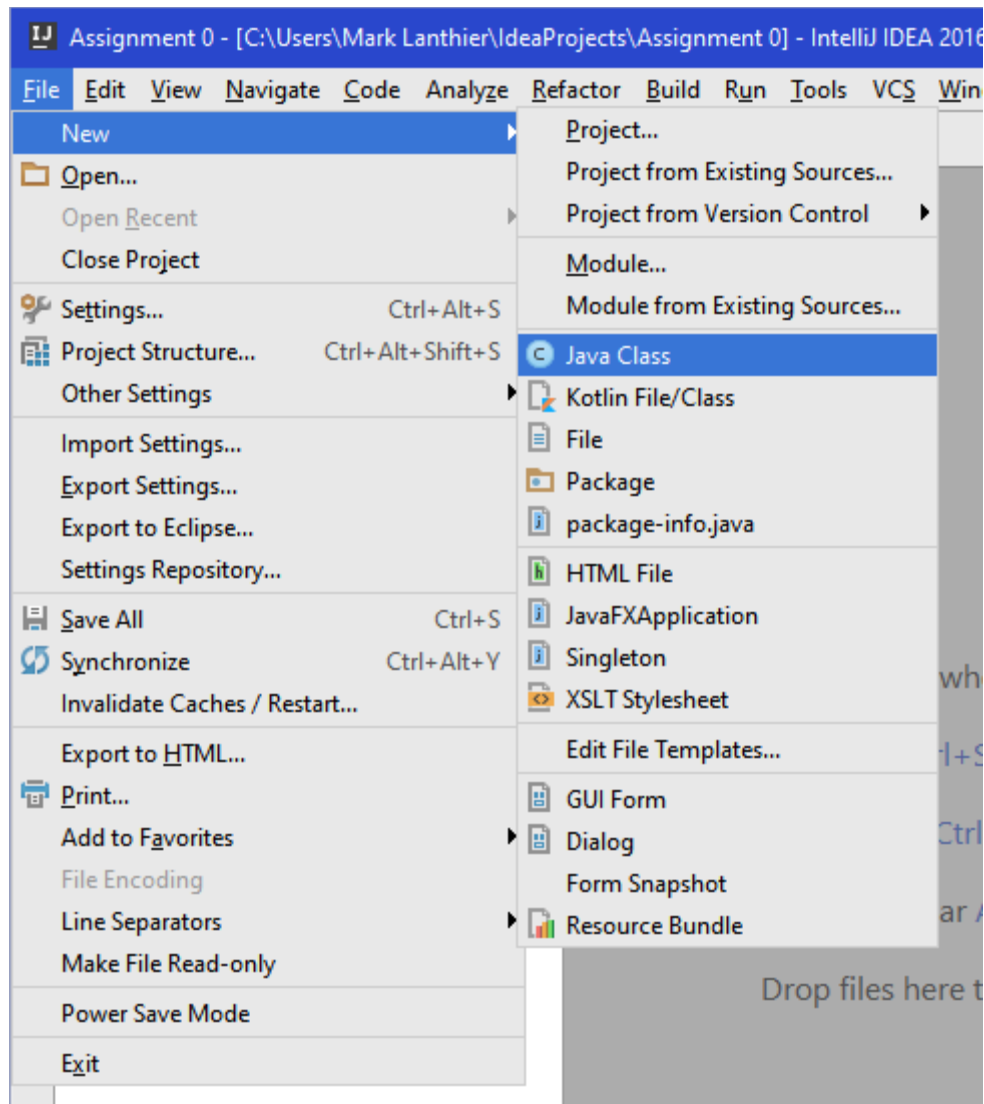 IJ Assignment 0 - [C:\Users\Mark Lanthier\IdeaProjects\Assignment 0] - IntelliJ IDEA 2016
File Edit View Navigate Code Analyze Refactor Build Run Tools VCS
New
Open...
Open Recent
Close Project
Settings... Ctrl+Alt+S
Project Structure... Ctrl+Alt+Shift+S
Other Settings
Import Settings...
Export Settings...
Export to Eclipse...
Settings Repository...
Save All Ctrl+S
Synchronize Ctrl+Alt+Y
Invalidate Caches / Restart...
Export to HTML...
Print...
Add to Favorites
File Encoding
Line Separators
Make File Read-only
Power Save Mode
Exit
Project...
Project from Existing Sources...
Project from Version Control
Module...
Module from Existing Sources...
Java Class
Kotlin File/Class
File
Package
package-info.java
HTML File
JavaFXApplication
Singleton
XSLT Stylesheet
Edit File Templates...
GUI Form
Dialog
Form Snapshot
Resource Bundle
Drop files here